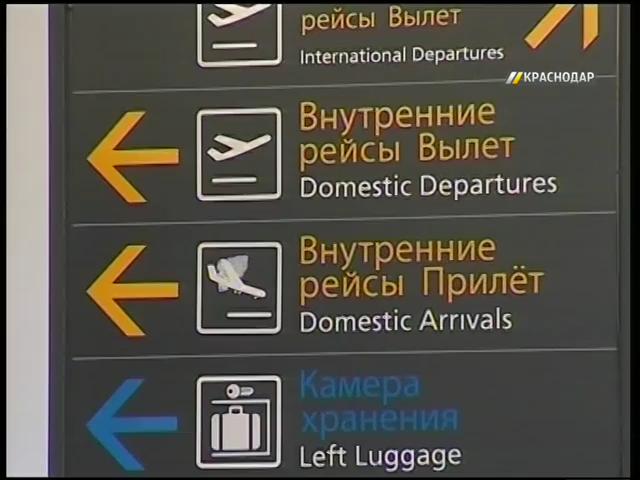 рейсы Вылет
International Departures
КРАСНОДАР
Внутренние
рейсы Вылет
Domestic Departures
Внутренние
рейсы Прилёт
Domestic Arrivals
Камера
хранения
Left Luggage